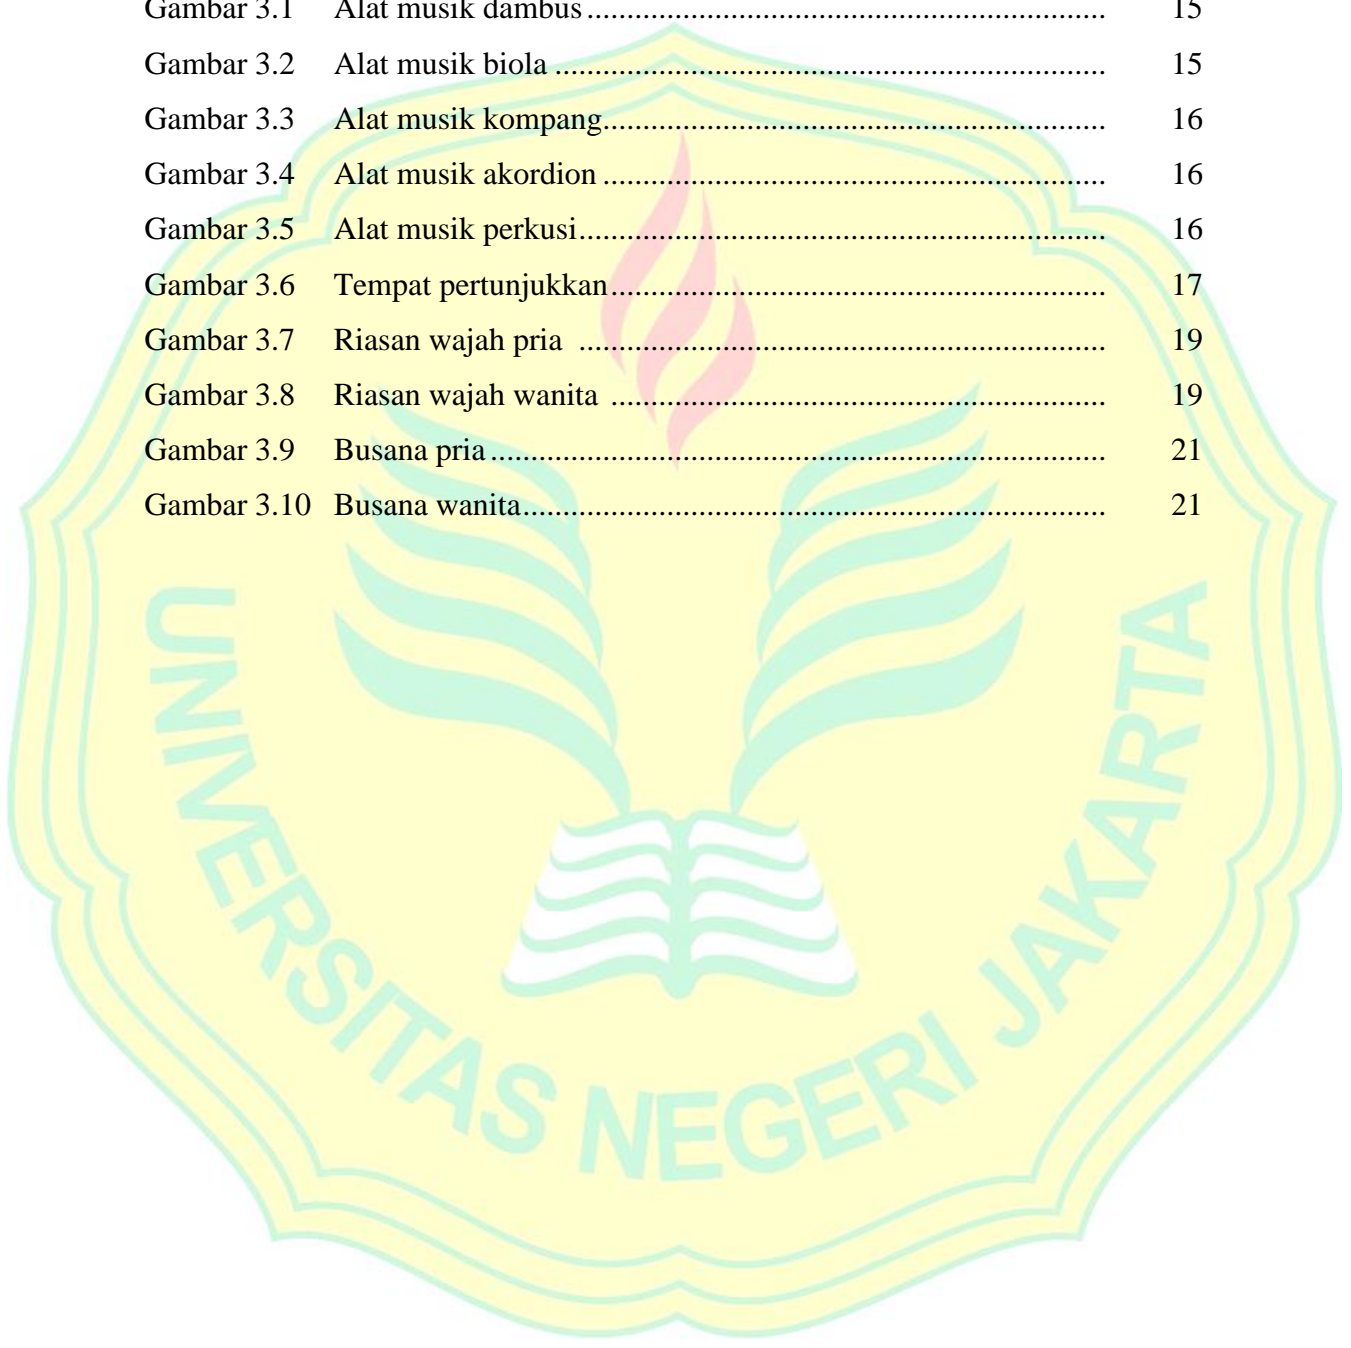 Gambar 3.1 Alat musik dambus ................................................................. 15
Gambar 3.2 Alat musik biola ..................................................................... 15
Gambar 3.3 Alat musik kompang............................................................... 16
Gambar 3.4 Alat musik akordion ............................................................... 16
Gambar 3.5 Alat musik perkusi.................................................................. 16
Gambar 3.6 Tempat pertunjukkan.............................................................. 17
Gambar 3.7 Riasan wajah pria .................................................................. 19
Gambar 3.8 Riasan wajah wanita .............................................................. 19
Gambar 3.9 Busana pria ............................................................................. 21
Gambar 3.10 Busana wanita......................................................................... 21
UNIVERSITAS NEGERI JAKARTA